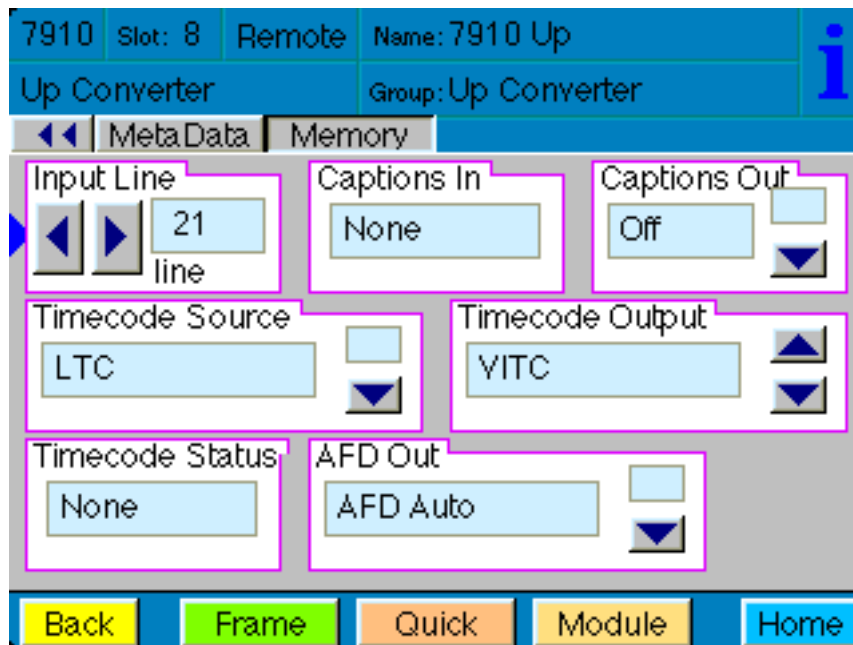 7910 Slot: 8 Remote Name: 7910 Up
Up Converter Group: Up Converter
i
MetaData Memory
Input Line Captions In Captions Out
21 None Off
line
Timecode Source Timecode Output
LTC VITC
Timecode Status AFD Out
None AFD Auto
Back Frame Quick Module Home